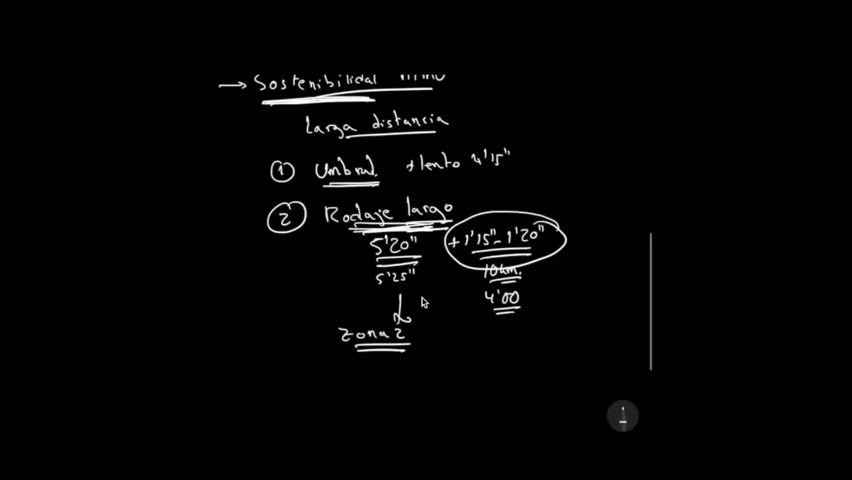 → Sostenibilidad
larga distancia
① Umbral. + lento 4'15"
② Rodaje largo
5'20" + 1'15" - 1'20"
5'25" 10km.
4'00
Zona 2